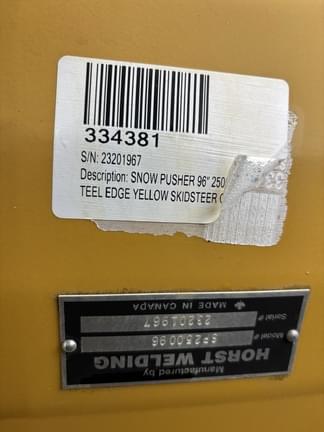 334381
S/N: 23201967
Description: SNOW PUSHER 96" 250
TEEL EDGE YELLOW SKIDSTEER
Manufactured by
HORST WELDING
Model# SP250096
Serial# 23201967
MADE IN CANADA